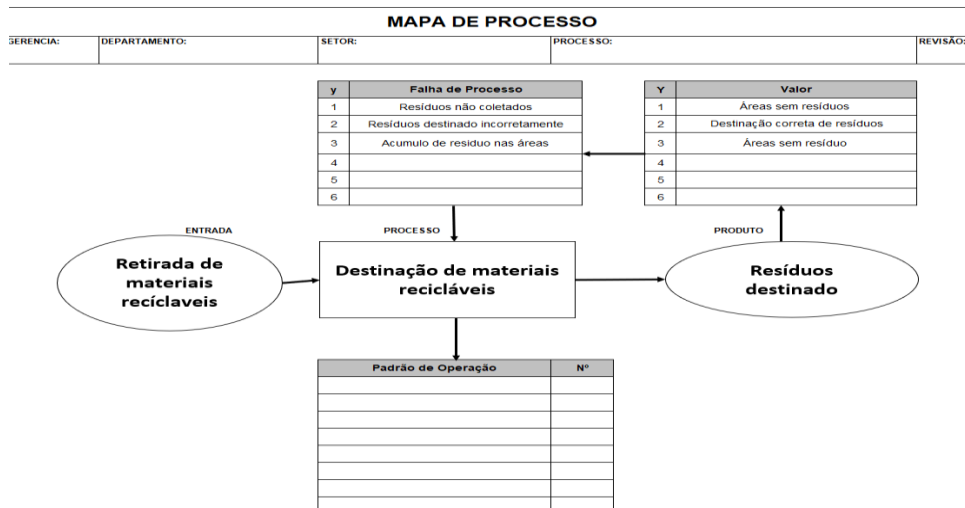 MAPA DE PROCESSO
GERENCIA: DEPARTAMENTO: SETOR: PROCESSO: REVISÃO:
y Falha de Processo
1 Resíduos não coletados
2 Resíduos destinado incorretamente
3 Acumulo de residuo nas áreas
4
5
6
Y Valor
1 Áreas sem resíduos
2 Destinação correta de resíduos
3 Áreas sem resíduo
4
5
6
ENTRADA
Retirada de
materiais
recíclaveis
PROCESSO
Destinação de materiais
recicláveis
PRODUTO
Resíduos
destinado
Padrão de Operação Nº